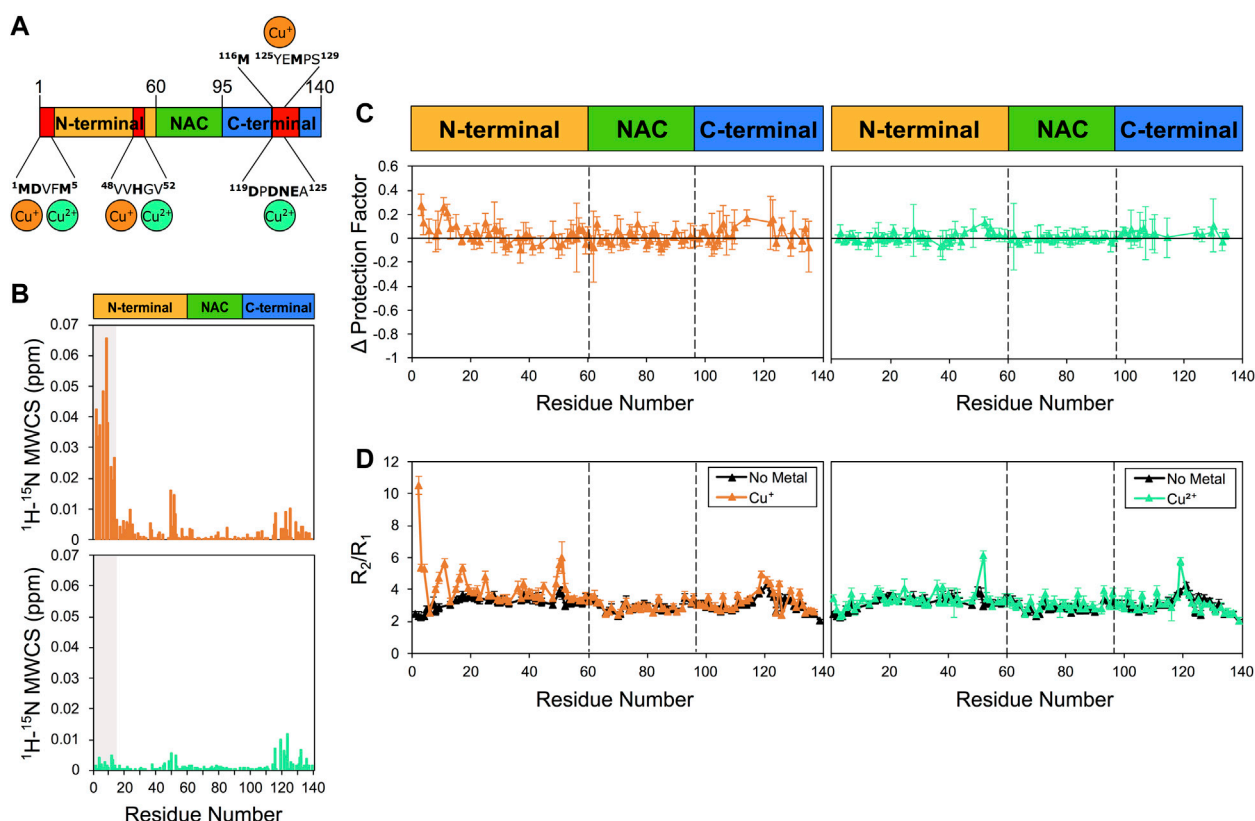 A
Cu⁺
¹¹⁶M ¹²⁵YEMPS¹²⁹
1 60 95 140
N-terminal NAC C-terminal
¹MDVFM⁵ ⁴⁸VVHGV⁵² ¹¹⁹DPDNEA¹²⁵
Cu⁺ Cu²⁺ Cu⁺ Cu²⁺ Cu²⁺
B
N-terminal NAC C-terminal
¹H-¹⁵N MWCS (ppm)
0.07
0.06
0.05
0.04
0.03
0.02
0.01
0
¹H-¹⁵N MWCS (ppm)
0.07
0.06
0.05
0.04
0.03
0.02
0.01
0
0 20 40 60 80 100 120 140
Residue Number
C
N-terminal NAC C-terminal
N-terminal NAC C-terminal
Δ Protection Factor
0.6
0.4
0.2
0
-0.2
-0.4
-0.6
-0.8
-1
0 20 40 60 80 100 120 140
Residue Number
0 20 40 60 80 100 120 140
Residue Number
D
R₂/R₁
12
10
8
6
4
2
0
No Metal
Cu⁺
0 20 40 60 80 100 120 140
Residue Number
No Metal
Cu²⁺
0 20 40 60 80 100 120 140
Residue Number